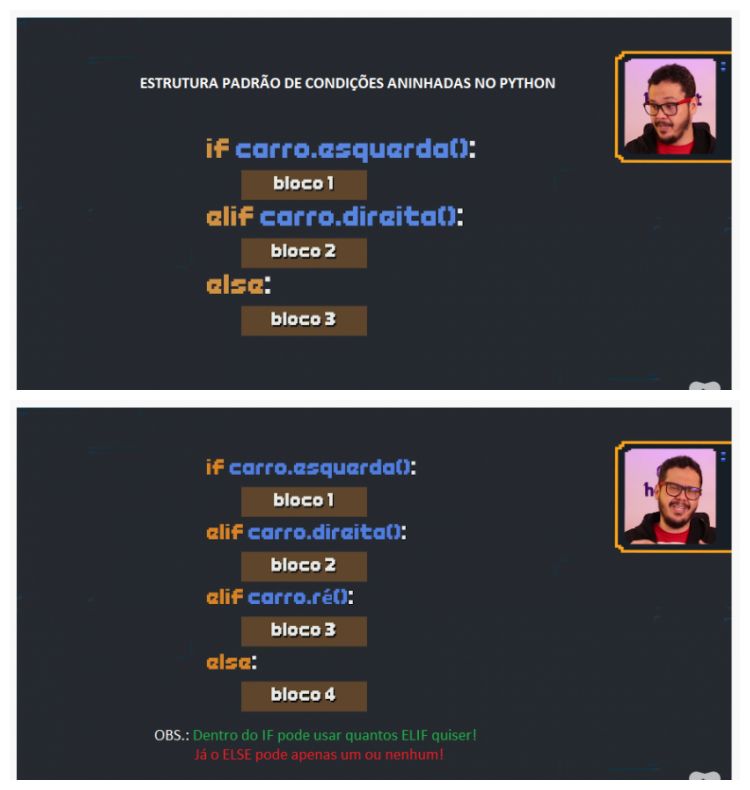 ESTRUTURA PADRÃO DE CONDIÇÕES ANINHADAS NO PYTHON
if carro.esquerda():
bloco 1
elif carro.direita():
bloco 2
else:
bloco 3
if carro.esquerda():
bloco 1
elif carro.direita():
bloco 2
elif carro.ré():
bloco 3
else:
bloco 4
OBS.: Dentro do IF pode usar quantos ELIF quiser!
Já o ELSE pode apenas um ou nenhum!